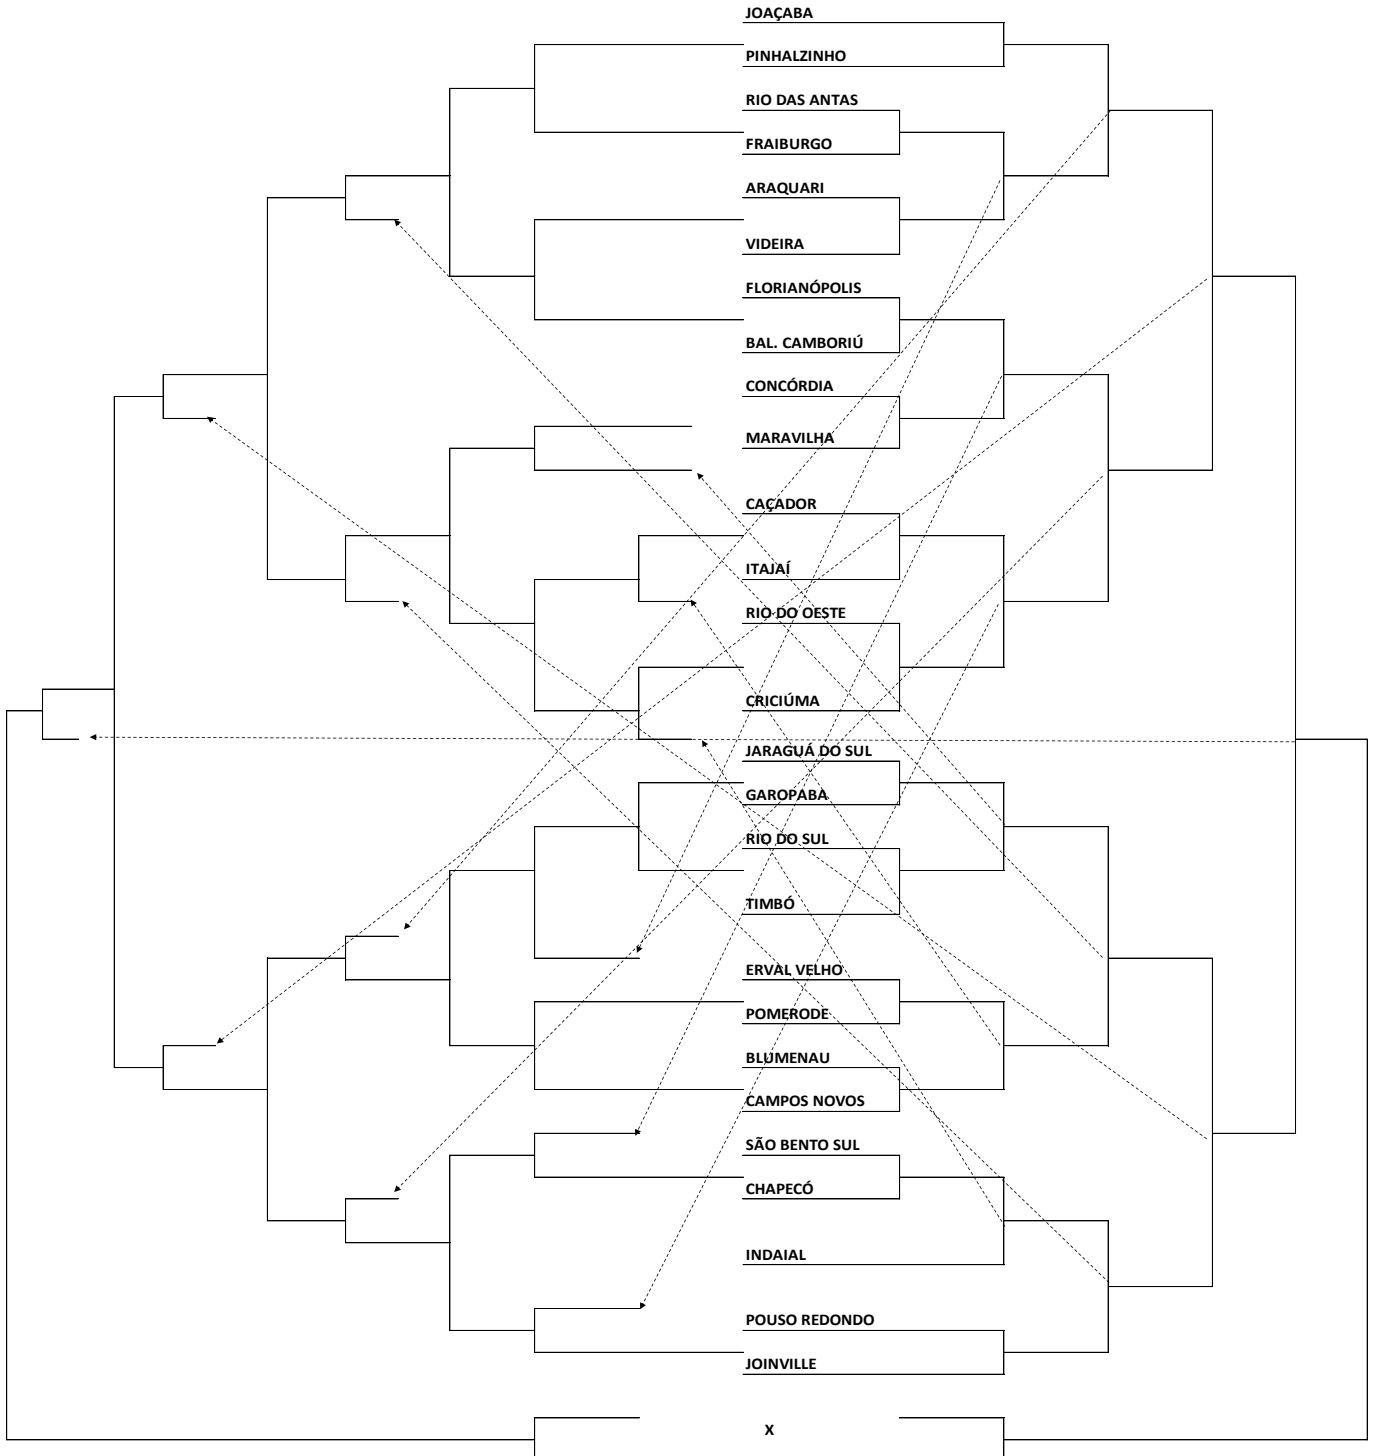 JOAÇABA
PINHALZINHO
RIO DAS ANTAS
FRAIBURGO
ARAQUARI
VIDEIRA
FLORIANÓPOLIS
BAL. CAMBORIÚ
CONCÓRDIA
MARAVILHA
CAÇADOR
ITAJAÍ
RIO DO OESTE
CRICIÚMA
JARAGUÁ DO SUL
GAROPABA
RIO DO SUL
TIMBÓ
ERVAL VELHO
POMERODE
BLUMENAU
CAMPOS NOVOS
SÃO BENTO SUL
CHAPECÓ
INDAIAL
POUSO REDONDO
JOINVILLE
X